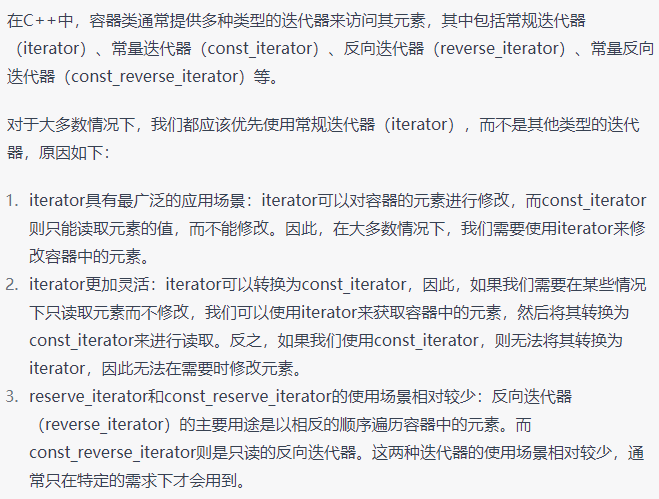 在C++中，容器类通常提供多种类型的迭代器来访问其元素，其中包括常规迭代器
（iterator）、常量迭代器（const_iterator）、反向迭代器（reverse_iterator）、常量反向
迭代器（const_reverse_iterator）等。
对于大多数情况下，我们都应该优先使用常规迭代器（iterator），而不是其他类型的迭代
器，原因如下：
1. iterator具有最广泛的应用场景：iterator可以对容器的元素进行修改，而const_iterator
则只能读取元素的值，而不能修改。因此，在大多数情况下，我们需要使用iterator来修
改容器中的元素。
2. iterator更加灵活：iterator可以转换为const_iterator，因此，如果我们需要在某些情况
下只读取元素而不修改，我们可以使用iterator来获取容器中的元素，然后将其转换为
const_iterator来进行读取。反之，如果我们使用const_iterator，则无法将其转换为
iterator，因此无法在需要时修改元素。
3. reserve_iterator和const_reserve_iterator的使用场景相对较少：反向迭代器
（reverse_iterator）的主要用途是以相反的顺序遍历容器中的元素。而
const_reverse_iterator则是只读的反向迭代器。这两种迭代器的使用场景相对较少，通
常只在特定的需求下才会用到。